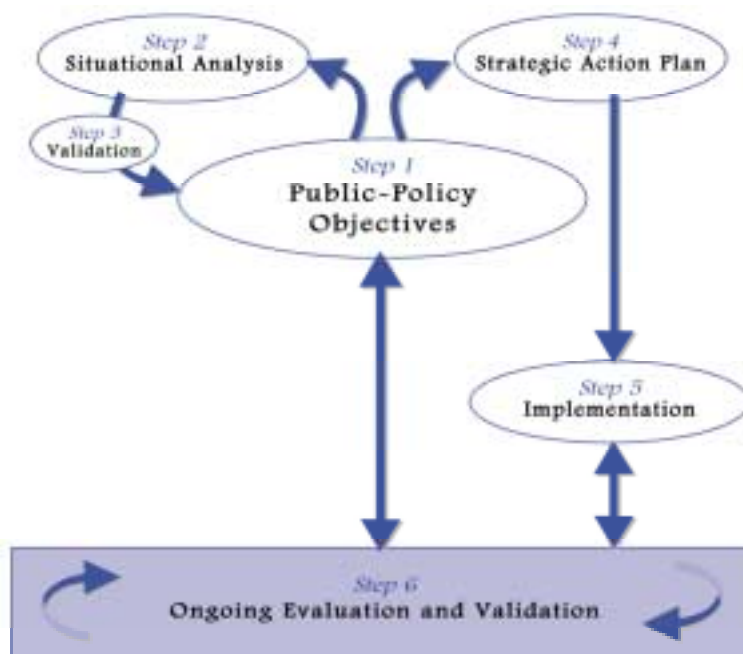 Step 2
Situational Analysis
Step 4
Strategic Action Plan
Step 3
Validation
Step 1
Public-Policy
Objectives
Step 5
Implementation
Step 6
Ongoing Evaluation and Validation